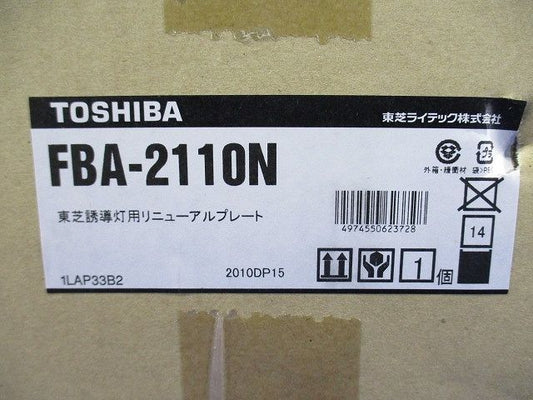 TOSHIBA
東芝ライテック株式会社
FBA-2110N
外箱・緩衝材
東芝誘導灯用リニューアルプレート
4974550623728
14
1個
1LAP33B2
2010DP15